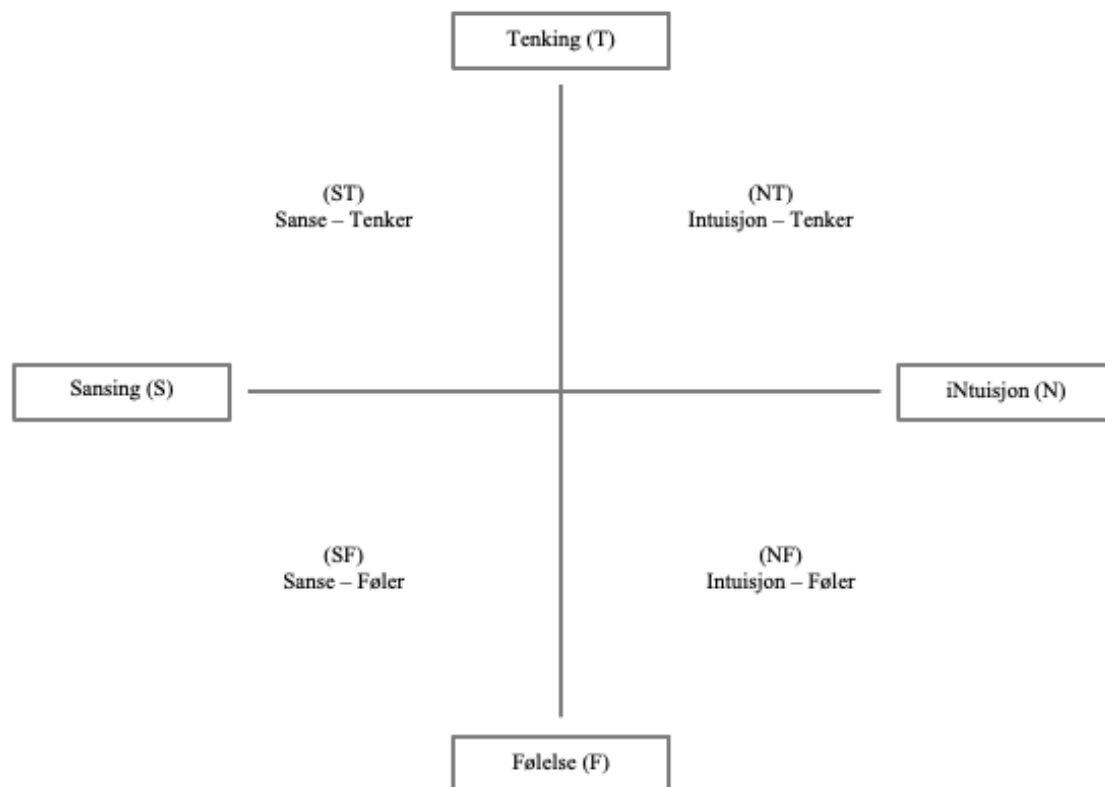 Tenking (T)
(ST)
Sanse – Tenker
(NT)
Intuisjon – Tenker
Sansing (S)
iNtuisjon (N)
(SF)
Sanse – Føler
(NF)
Intuisjon – Føler
Følelse (F)